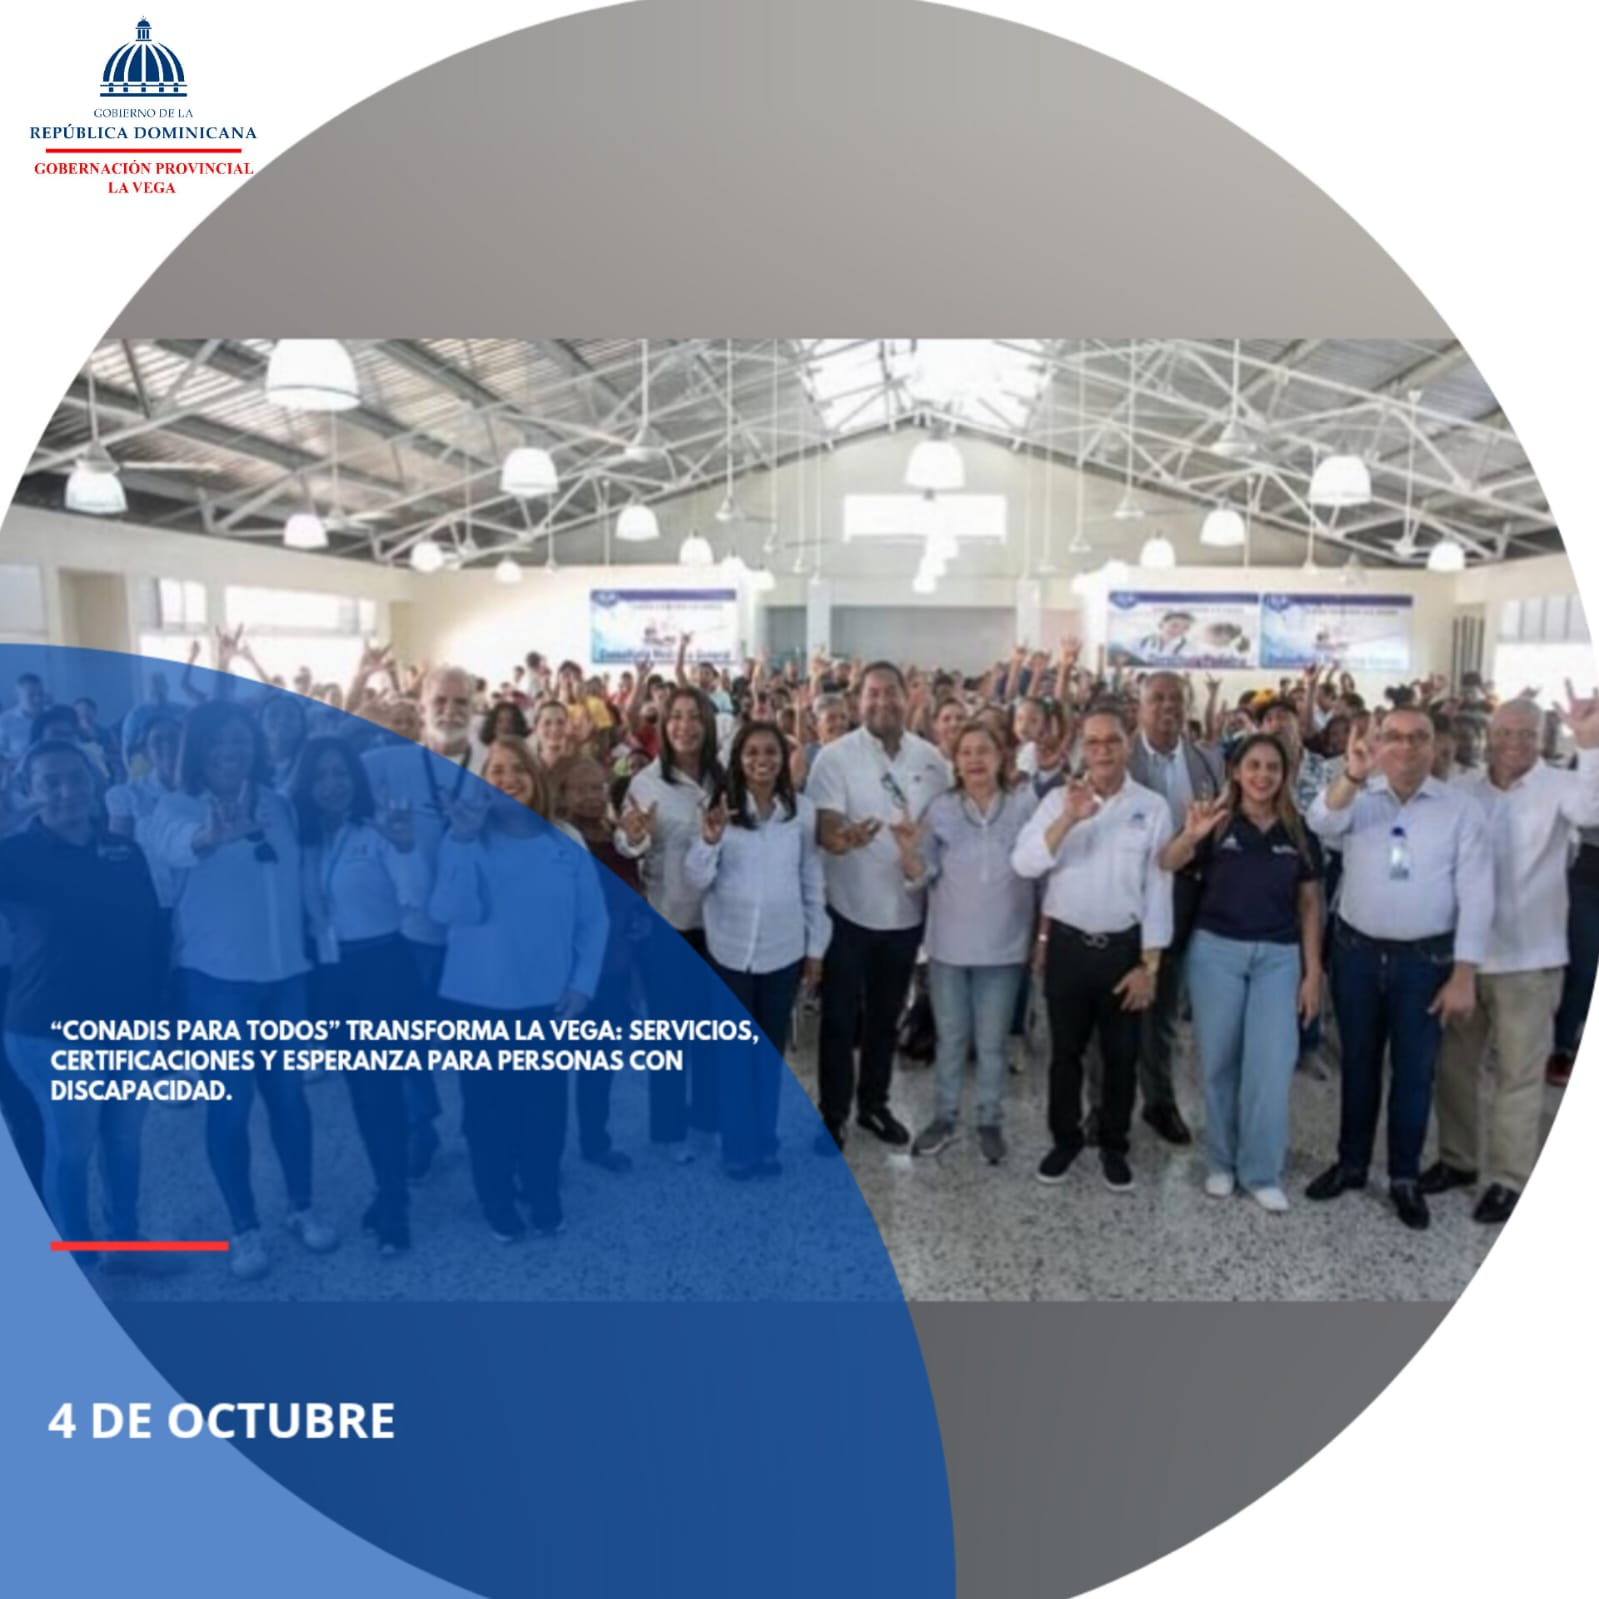 GOBIERNO DE LA
REPÚBLICA DOMINICANA
GOBERNACIÓN PROVINCIAL
LA VEGA
“CONADIS PARA TODOS” TRANSFORMA LA VEGA: SERVICIOS,
CERTIFICACIONES Y ESPERANZA PARA PERSONAS CON
DISCAPACIDAD.
4 DE OCTUBRE